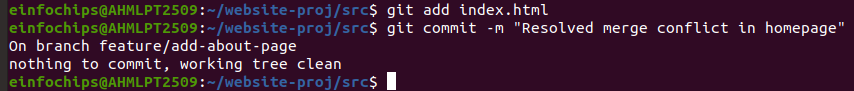 einfochips@AHMLPT2509:~/website-proj/src$ git add index.html
einfochips@AHMLPT2509:~/website-proj/src$ git commit -m "Resolved merge conflict in homepage"
On branch feature/add-about-page
nothing to commit, working tree clean
einfochips@AHMLPT2509:~/website-proj/src$